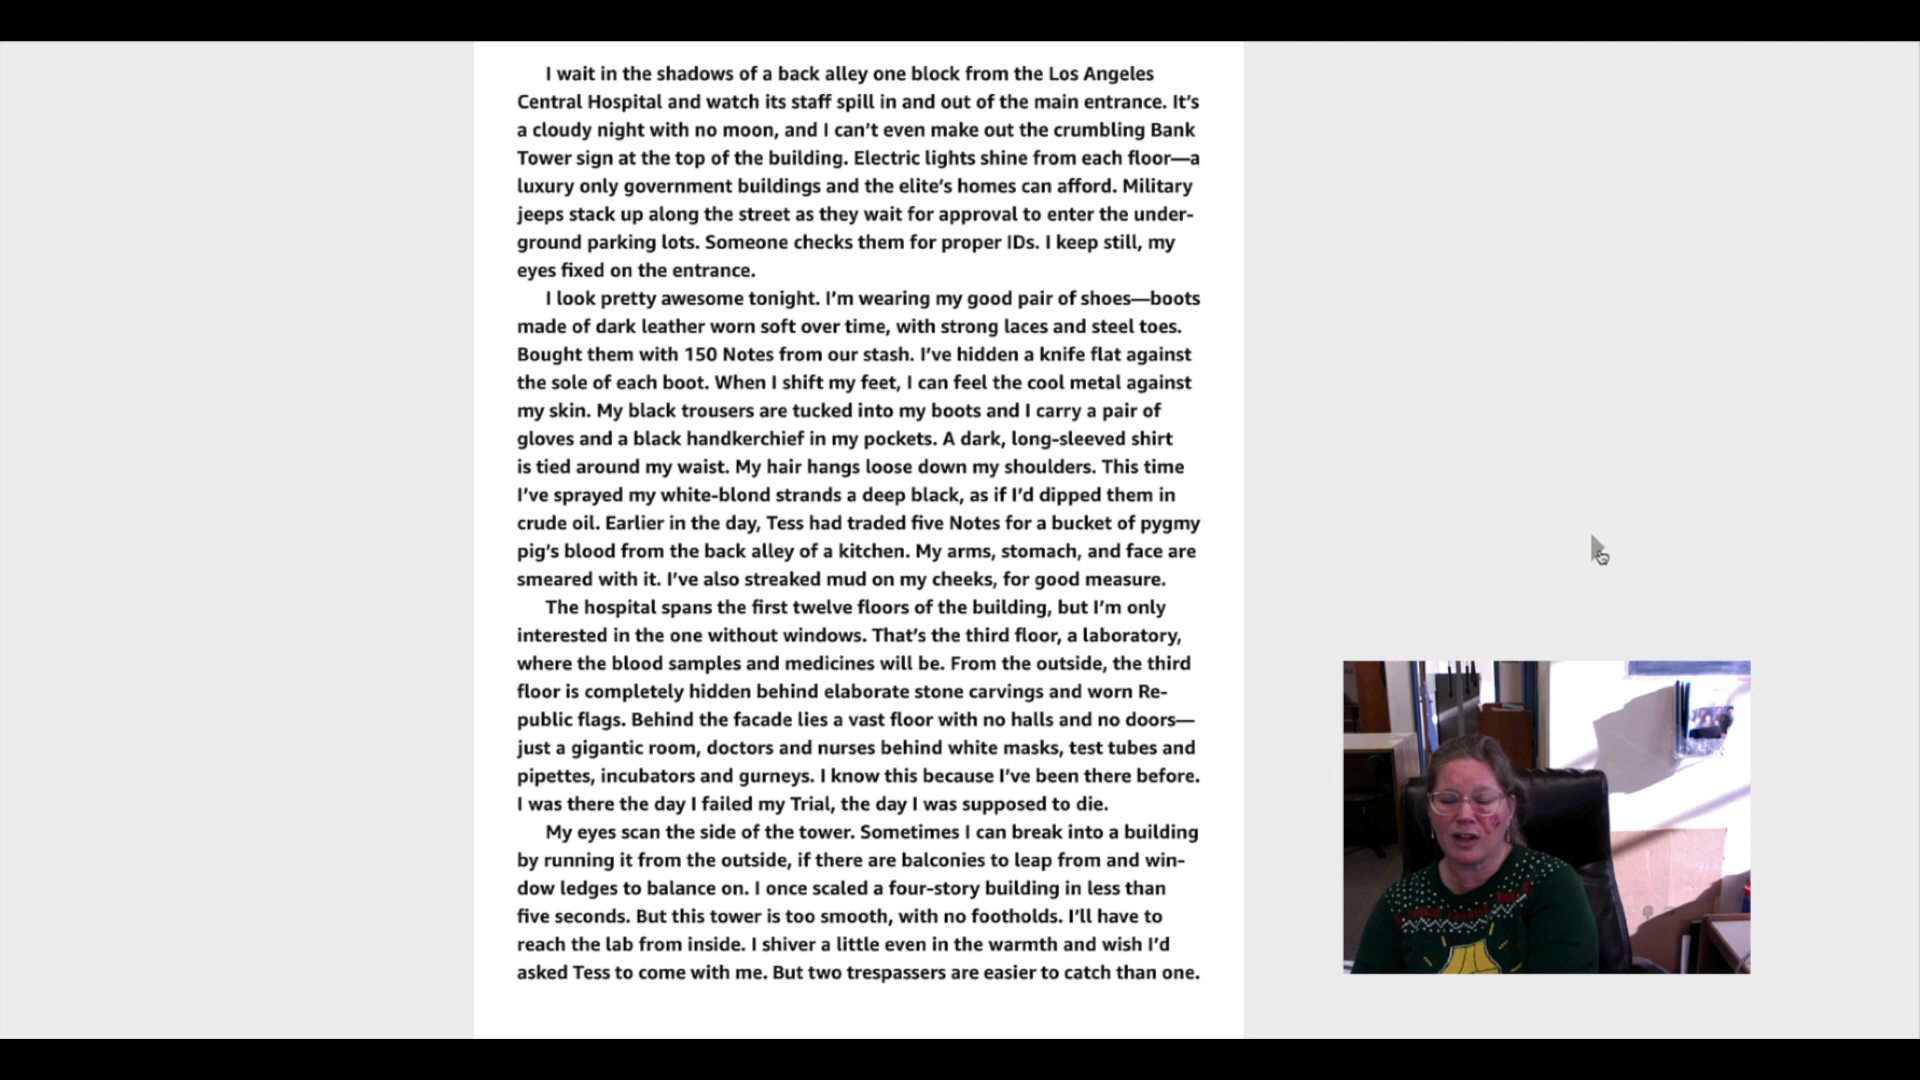 I wait in the shadows of a back alley one block from the Los Angeles
Central Hospital and watch its staff spill in and out of the main entrance. It’s
a cloudy night with no moon, and I can’t even make out the crumbling Bank
Tower sign at the top of the building. Electric lights shine from each floor—a
luxury only government buildings and the elite’s homes can afford. Military
jeeps stack up along the street as they wait for approval to enter the under-
ground parking lots. Someone checks them for proper IDs. I keep still, my
eyes fixed on the entrance.
I look pretty awesome tonight. I’m wearing my good pair of shoes—boots
made of dark leather worn soft over time, with strong laces and steel toes.
Bought them with 150 Notes from our stash. I’ve hidden a knife flat against
the sole of each boot. When I shift my feet, I can feel the cool metal against
my skin. My black trousers are tucked into my boots and I carry a pair of
gloves and a black handkerchief in my pockets. A dark, long-sleeved shirt
is tied around my waist. My hair hangs loose down my shoulders. This time
I’ve sprayed my white-blond strands a deep black, as if I’d dipped them in
crude oil. Earlier in the day, Tess had traded five Notes for a bucket of pygmy
pig’s blood from the back alley of a kitchen. My arms, stomach, and face are
smeared with it. I’ve also streaked mud on my cheeks, for good measure.
The hospital spans the first twelve floors of the building, but I’m only
interested in the one without windows. That’s the third floor, a laboratory,
where the blood samples and medicines will be. From the outside, the third
floor is completely hidden behind elaborate stone carvings and worn Re-
public flags. Behind the facade lies a vast floor with no halls and no doors—
just a gigantic room, doctors and nurses behind white masks, test tubes and
pipettes, incubators and gurneys. I know this because I’ve been there before.
I was there the day I failed my Trial, the day I was supposed to die.
My eyes scan the side of the tower. Sometimes I can break into a building
by running it from the outside, if there are balconies to leap from and win-
dow ledges to balance on. I once scaled a four-story building in less than
five seconds. But this tower is too smooth, with no footholds. I’ll have to
reach the lab from inside. I shiver a little even in the warmth and wish I’d
asked Tess to come with me. But two trespassers are easier to catch than one.